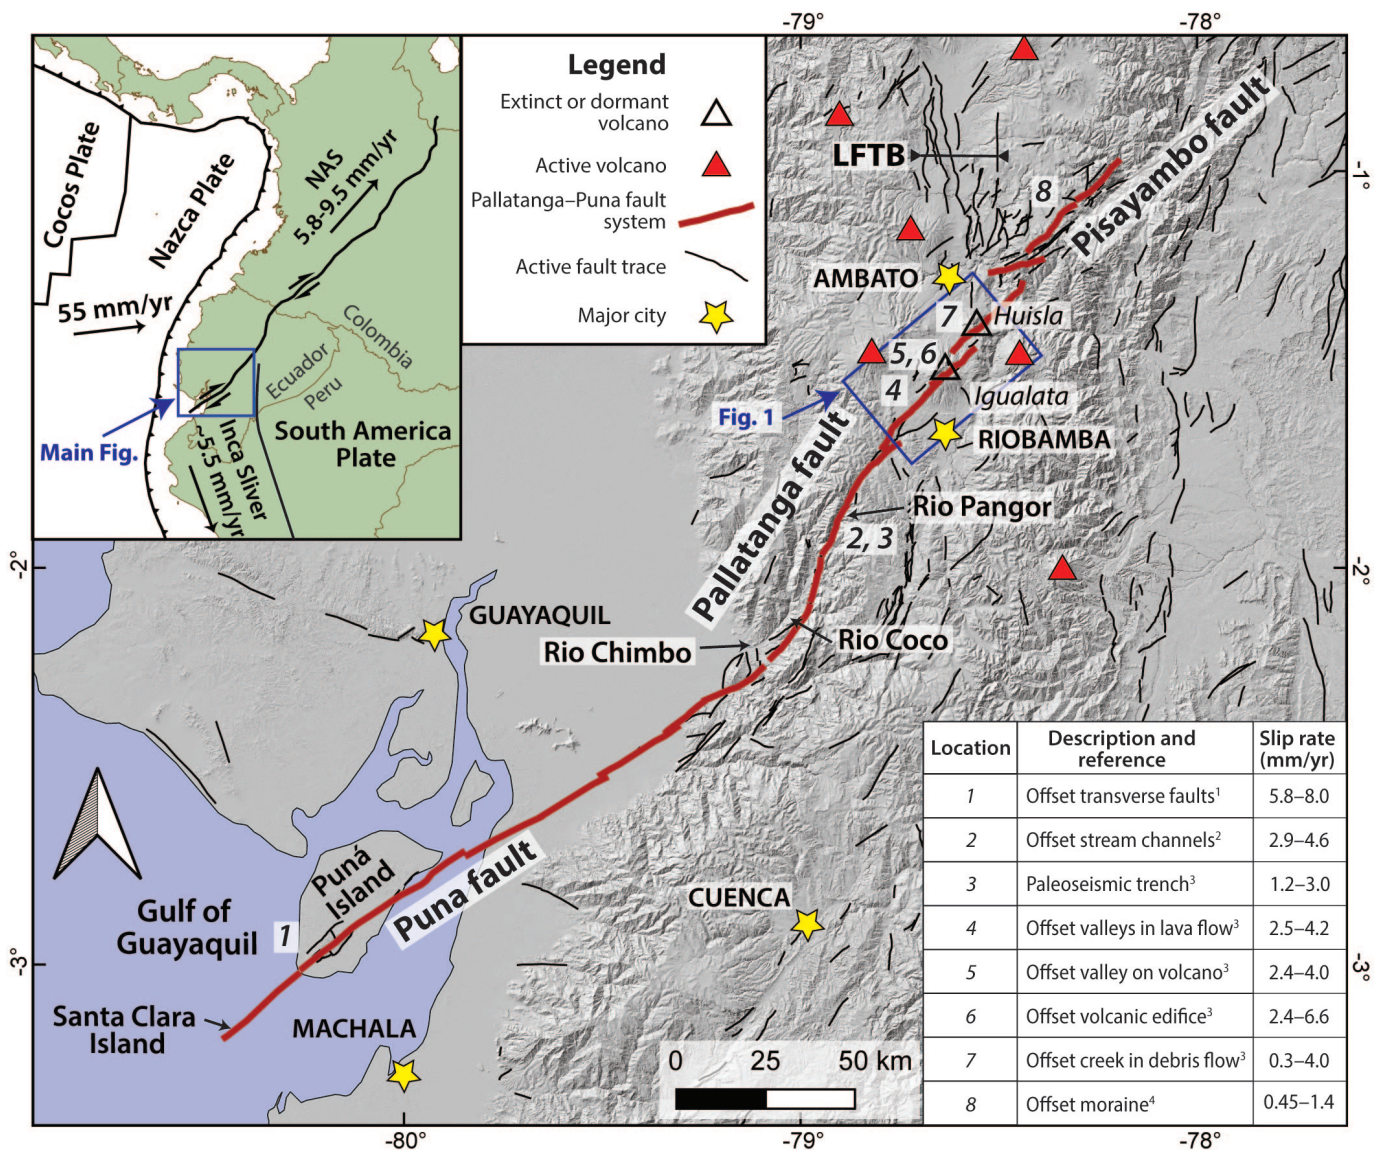 -79°
-78°
Cocos Plate
Nazca Plate
NAS
5.8-9.5 mm/yr
55 mm/yr
Colombia
Ecuador
Peru
Main Fig.
South America
Plate
Inca Sliver
~5.5 mm/yr
Legend
Extinct or dormant
volcano
Active volcano
Pallatanga–Puna fault
system
Active fault trace
Major city
LFTB
8
Pisayambo fault
-1°
AMBATO
7
Huisla
5, 6
4
Igualata
Fig. 1
RIOBAMBA
Pallatanga fault
Rio Pangor
2, 3
-2°
-2°
GUAYAQUIL
Rio Chimbo
Rio Coco
Puná
Island
Puna fault
Gulf of
Guayaquil
1
CUENCA
-3°
-3°
Santa Clara
Island
MACHALA
0 25 50 km
Location Description and reference Slip rate (mm/yr)
1 Offset transverse faults¹ 5.8–8.0
2 Offset stream channels² 2.9–4.6
3 Paleoseismic trench³ 1.2–3.0
4 Offset valleys in lava flow³ 2.5–4.2
5 Offset valley on volcano³ 2.4–4.0
6 Offset volcanic edifice³ 2.4–6.6
7 Offset creek in debris flow³ 0.3–4.0
8 Offset moraine⁴ 0.45–1.4
-80°
-79°
-78°